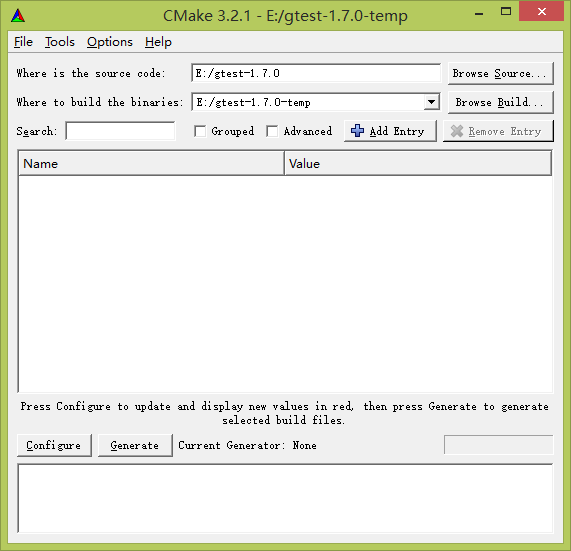 CMake 3.2.1 - E:/gtest-1.7.0-temp
File Tools Options Help
Where is the source code: E:/gtest-1.7.0 Browse Source...
Where to build the binaries: E:/gtest-1.7.0-temp Browse Build...
Search: Grouped Advanced Add Entry Remove Entry
Name Value
Press Configure to update and display new values in red, then press Generate to generate
selected build files.
Configure Generate Current Generator: None